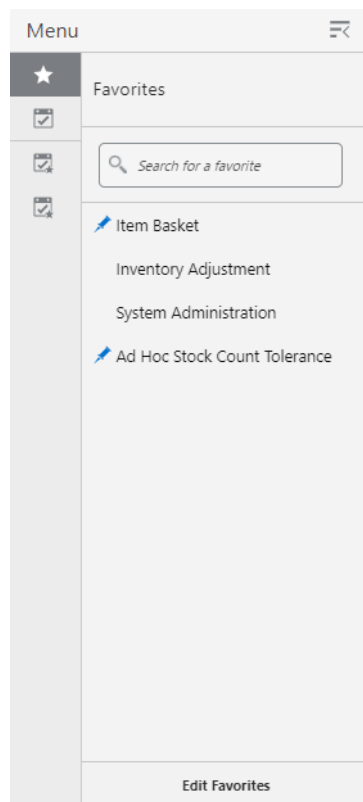 Menu
Favorites
Search for a favorite
Item Basket
Inventory Adjustment
System Administration
Ad Hoc Stock Count Tolerance
Edit Favorites